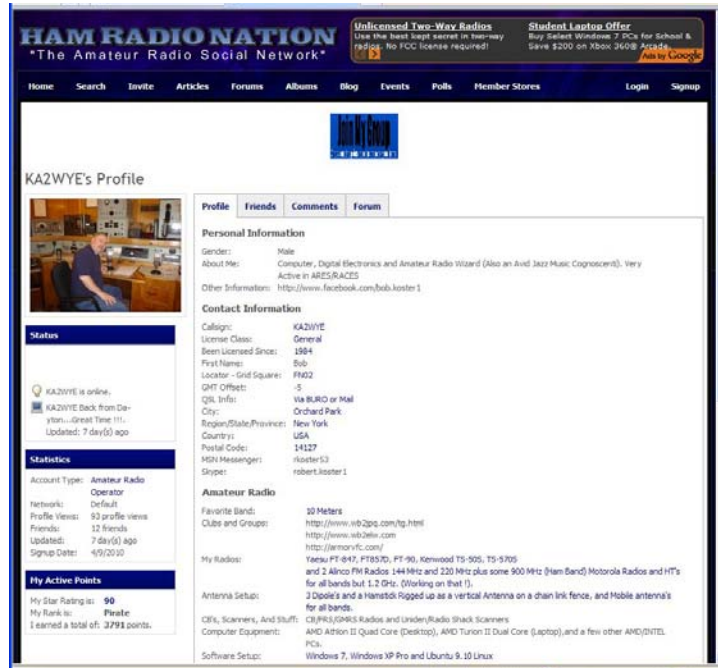 HAM RADIO NATION
"The Amateur Radio Social Network"
Unlicensed Two-Way Radios
Use the best kept secret in two-way
radios. No FCC license required!
Student Laptop Offer
Buy Select Windows 7 PCs for School &
Save $200 on Xbox 360® Arcade.
Ads by Google
Home Search Invite Articles Forums Albums Blog Events Polls Member Stores Login Signup
Join My Group
KA2WYE's Profile
Profile Friends Comments Forum
Personal Information
Gender: Male
About Me: Computer, Digital Electronics and Amateur Radio Wizard (Also an Avid Jazz Music Cognoscenti). Very
Active in ARES/RACES
Other Information: http://www.facebook.com/bob.koster1
Contact Information
Callsign: KA2WYE
License Class: General
Been Licensed Since: 1984
First Name: Bob
Locator - Grid Square: FN02
GMT Offset: -5
QSL Info: Via BURO or Mail
City: Orchard Park
Region/State/Province: New York
Country: USA
Postal Code: 14127
MSN Messenger: rkoster53
Skype: robert.koster1
Amateur Radio
Favorite Band: 10 Meters
Clubs and Groups: http://www.wb2jpq.com/tg.html
http://www.wb2elw.com
http://armorvfc.com/
My Radios: Yaesu FT-847, FT857D, FT-90, Kenwood TS-505, TS-570S
and 2 Alinco FM Radios 144 MHz and 220 MHz plus some 900 MHz (Ham Band) Motorola Radios and HT's
for all bands but 1.2 GHz. (Working on that !).
Antenna Setup: 3 Dipole's and a Hamstick Rigged up as a vertical Antenna on a chain link fence, and Mobile antenna's
for all bands.
CB's, Scanners, And Stuff: CB/FRS/GMRS Radios and Uniden/Radio Shack Scanners
Computer Equipment: AMD Athlon II Quad Core (Desktop), AMD Turion II Dual Core (Laptop),and a few other AMD/INTEL
PCs.
Software Setup: Windows 7, Windows XP Pro and Ubuntu 9.10 Linux
Status
KA2WYE is online.
KA2WYE Back from Da-
yton...Great Time !!!.
Updated: 7 day(s) ago
Statistics
Account Type: Amateur Radio
Operator
Network: Default
Profile Views: 93 profile views
Friends: 12 friends
Updated: 7 day(s) ago
Signup Date: 4/9/2010
My Active Points
My Star Rating is: 90
My Rank is: Pirate
I earned a total of: 3791 points.